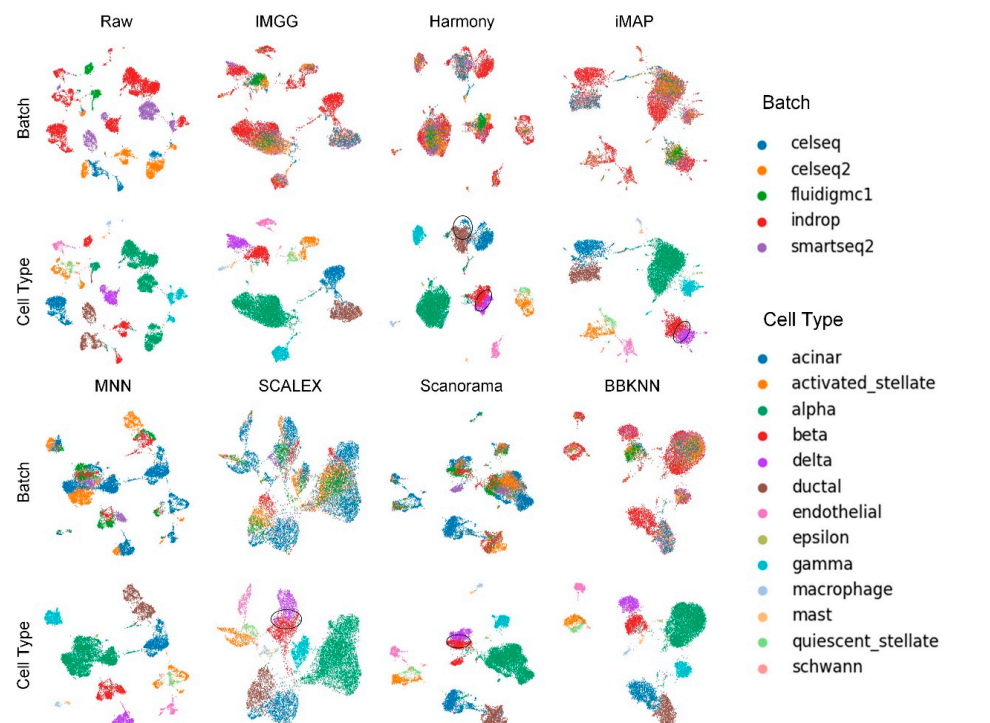 Raw IMGG Harmony iMAP
Batch
Cell Type
MNN SCALEX Scanorama BBKNN
Batch
Cell Type
Batch
celseq
celseq2
fluidigmc1
indrop
smartseq2
Cell Type
acinar
activated_stellate
alpha
beta
delta
ductal
endothelial
epsilon
gamma
macrophage
mast
quiescent_stellate
schwann